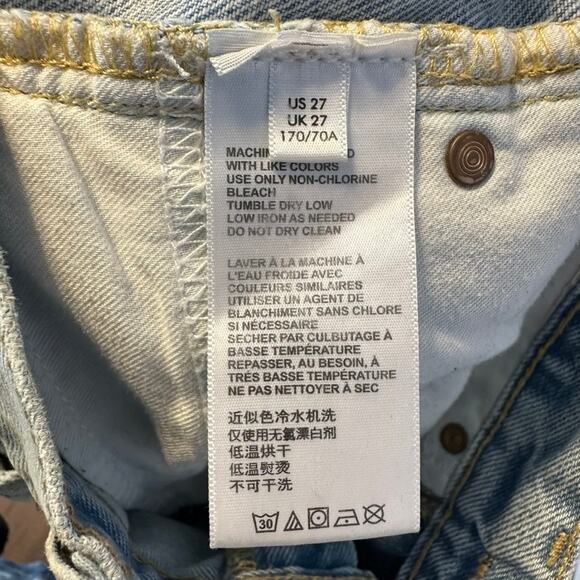 US 27
UK 27
170/70A
MACHIN D
WITH LIKE COLORS
USE ONLY NON-CHLORINE
BLEACH
TUMBLE DRY LOW
LOW IRON AS NEEDED
DO NOT DRY CLEAN
LAVER À LA MACHINE À
L'EAU FROIDE AVEC
COULEURS SIMILAIRES
UTILISER UN AGENT DE
BLANCHIMENT SANS CHLORE
SI NÉCESSAIRE
SECHER PAR CULBUTAGE À
BASSE TEMPÉRATURE
REPASSER, AU BESOIN, À
TRÈS BASSE TEMPÉRATURE
NE PAS NETTOYER À SEC
近似色冷水机洗
仅使用无氯漂白剂
低温烘干
低温熨烫
不可干洗
30